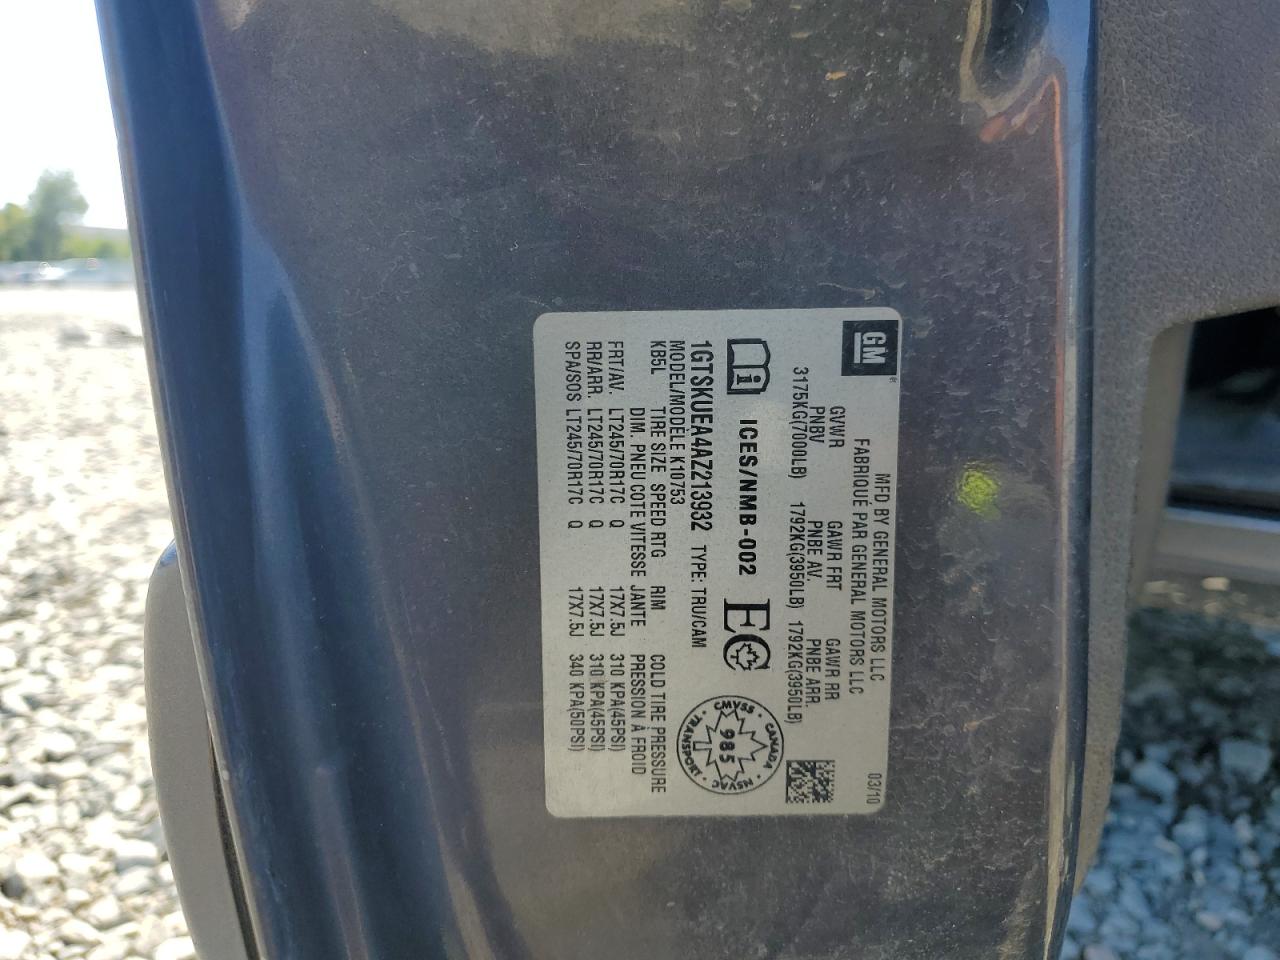 GM
MFD BY GENERAL MOTORS LLC 03/10
FABRIQUÉ PAR GENERAL MOTORS LLC
GVWR GAWR FRT GAWR RR
PNBV PNBE AV. PNBE ARR.
3175KG(7000LB) 1792KG(3950LB) 1792KG(3950LB)
i ICES/NMB-002 EC
CANADA · NSVAC · TRANSPORT · CMVSS ·
985
1GTSKUEA4AZ213932 TYPE: TRU/CAM
MODEL/MODÈLE K10753
KB5L TIRE SIZE SPEED RTG RIM COLD TIRE PRESSURE
DIM. PNEU COTE VITESSE JANTE PRESSION À FROID
FRT/AV. LT245/70R17C Q 17X7.5J 310 KPA(45PSI)
RR/ARR. LT245/70R17C Q 17X7.5J 310 KPA(45PSI)
SPA/SOS LT245/70R17C Q 17X7.5J 340 KPA(50PSI)